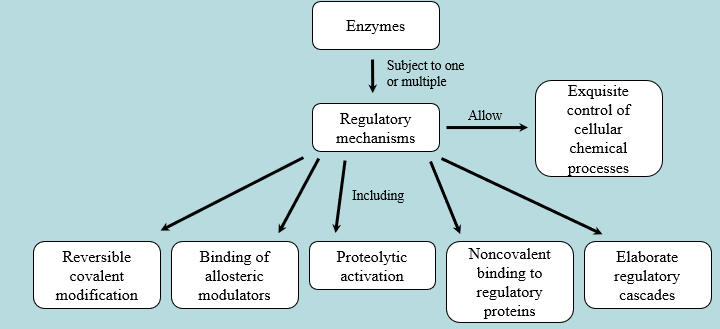 Enzymes
Subject to one
or multiple
Regulatory
mechanisms
Allow
Exquisite
control of
cellular
chemical
processes
Including
Reversible
covalent
modification
Binding of
allosteric
modulators
Proteolytic
activation
Noncovalent
binding to
regulatory
proteins
Elaborate
regulatory
cascades